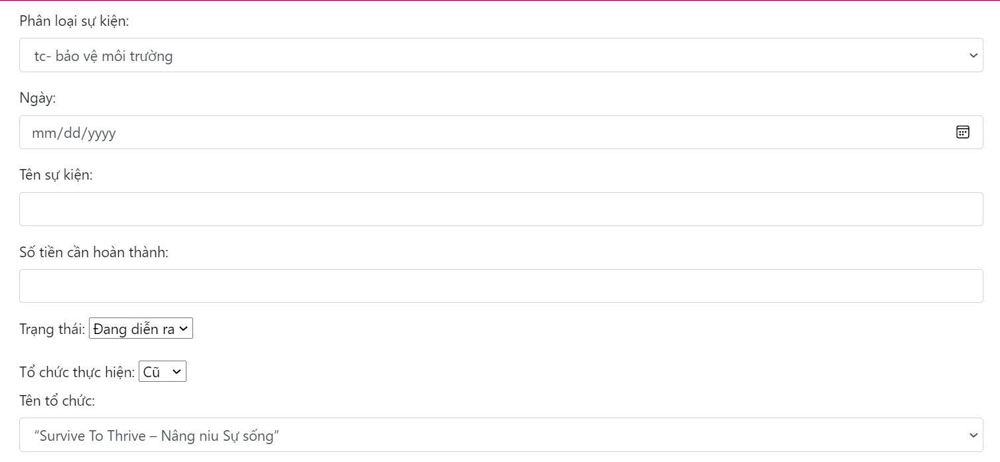 Phân loại sự kiện:
tc- bảo vệ môi trường
Ngày:
mm/dd/yyyy
Tên sự kiện:
Số tiền cần hoàn thành:
Trạng thái: Đang diễn ra
Tổ chức thực hiện: Cũ
Tên tổ chức:
“Survive To Thrive – Nâng niu Sự sống”